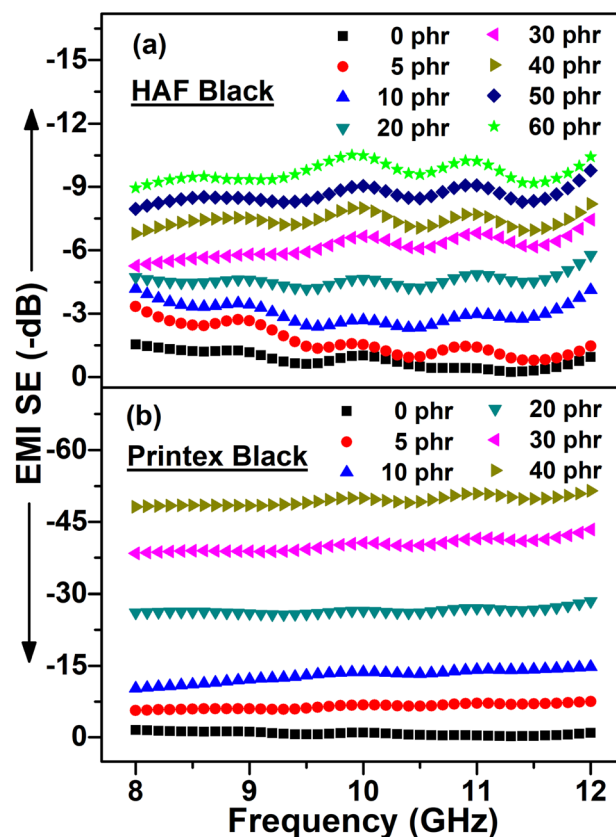 (a)
HAF Black
0 phr
5 phr
10 phr
20 phr
30 phr
40 phr
50 phr
60 phr
-15
-12
-9
-6
-3
0
EMI SE (-dB)
(b)
Printex Black
0 phr
5 phr
10 phr
20 phr
30 phr
40 phr
-60
-45
-30
-15
0
8 9 10 11 12
Frequency (GHz)